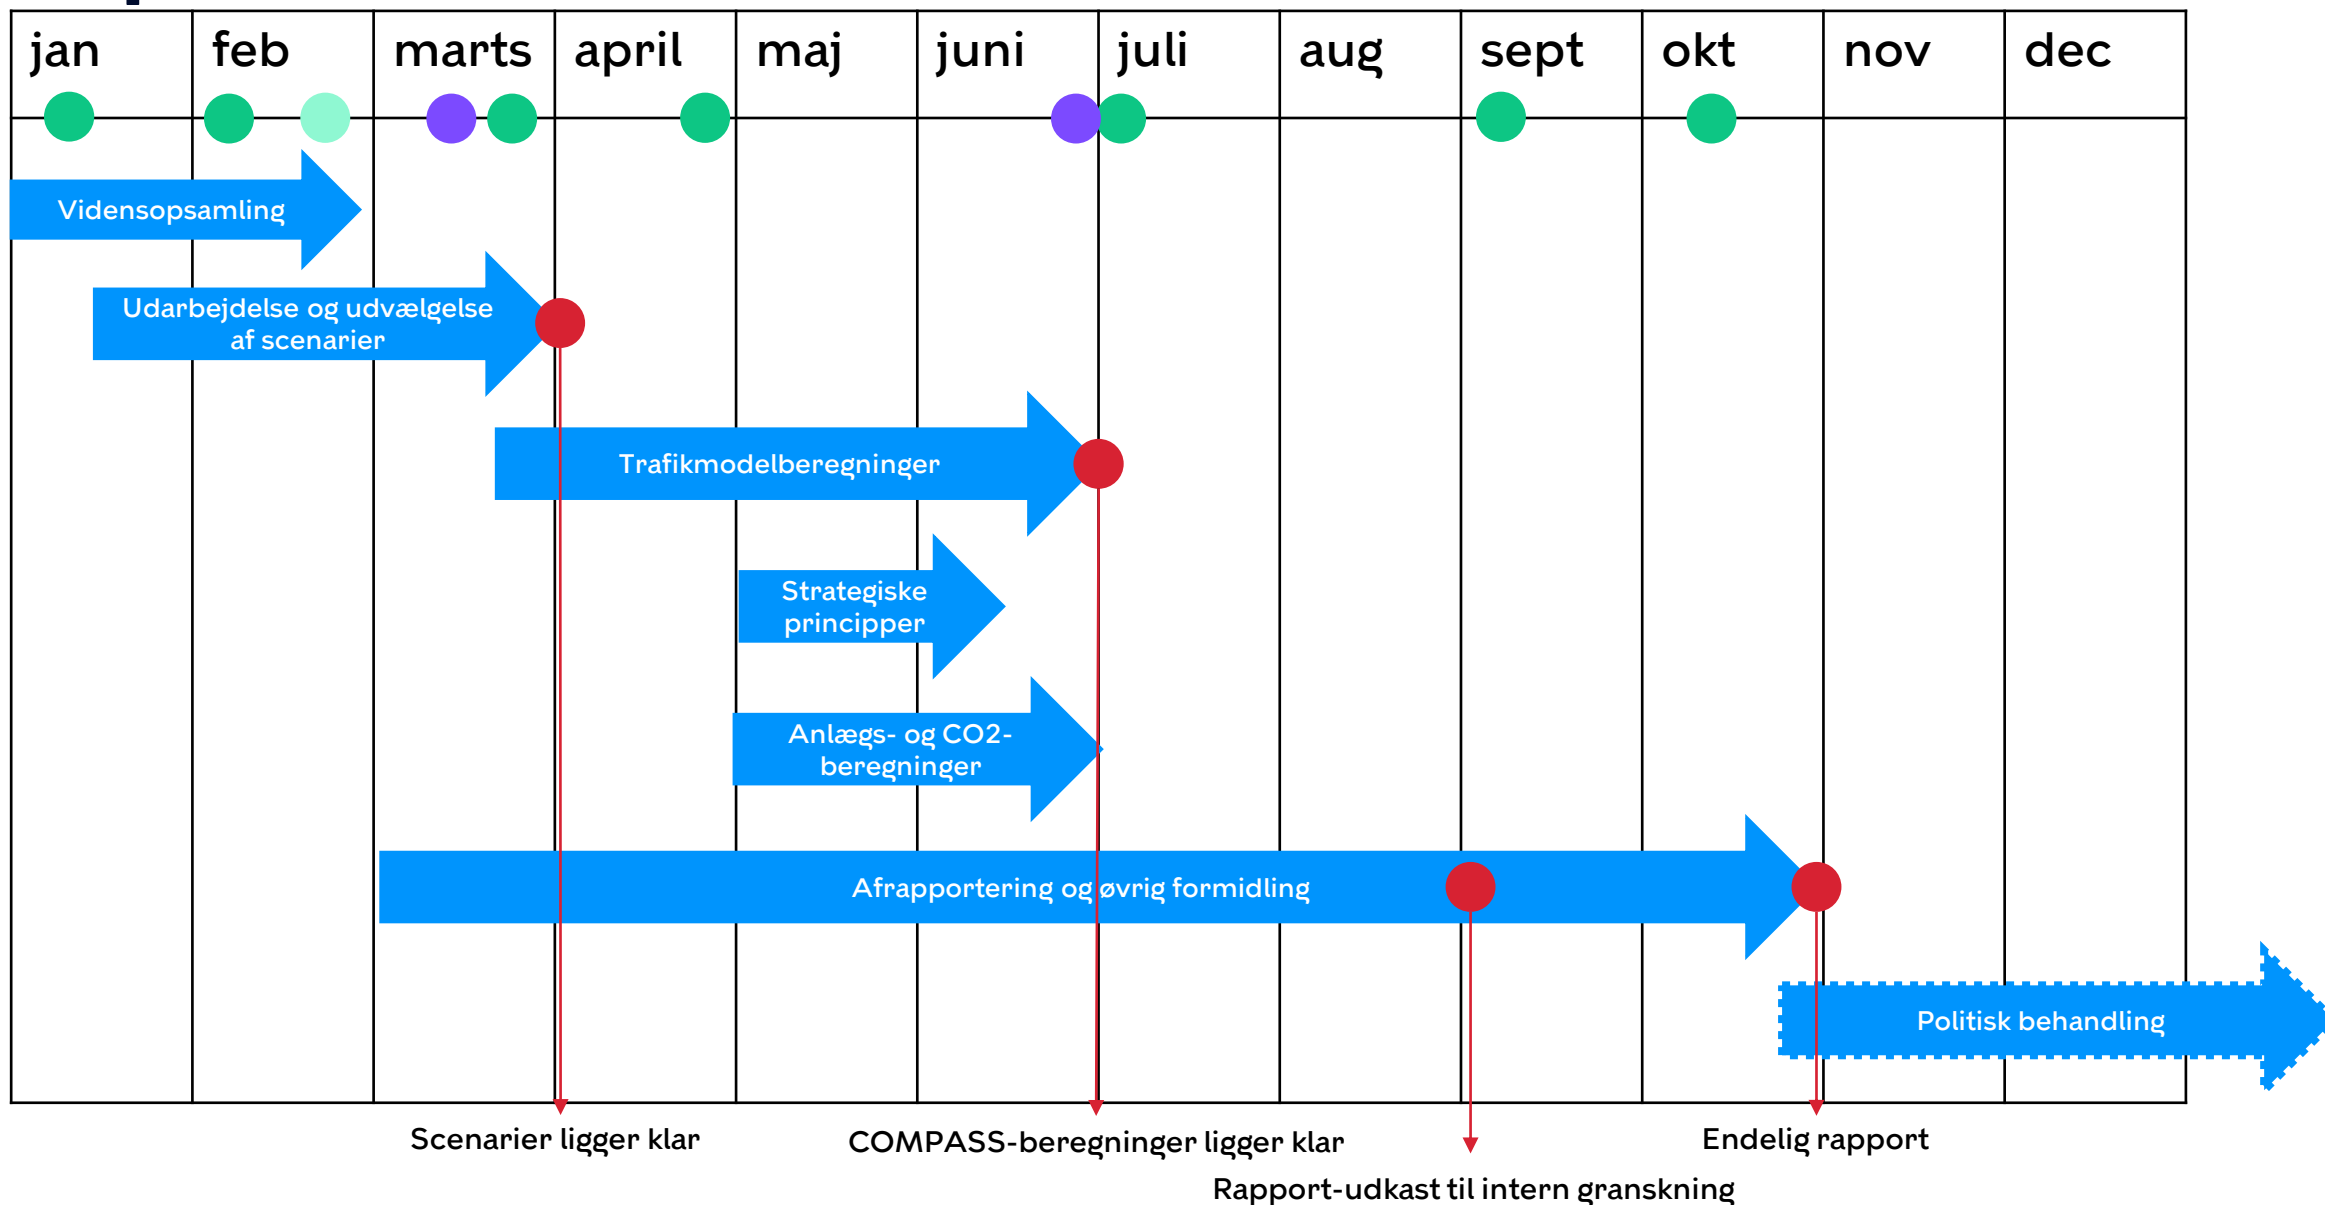 jan feb marts april maj juni juli aug sept okt nov dec
Vidensopsamling
Udarbejdelse og udvælgelse
af scenarier
Trafikmodelberegninger
Strategiske
principper
Anlægs- og CO2-
beregninger
Afrapportering og øvrig formidling
Politisk behandling
Scenarier ligger klar
COMPASS-beregninger ligger klar
Endelig rapport
Rapport-udkast til intern granskning